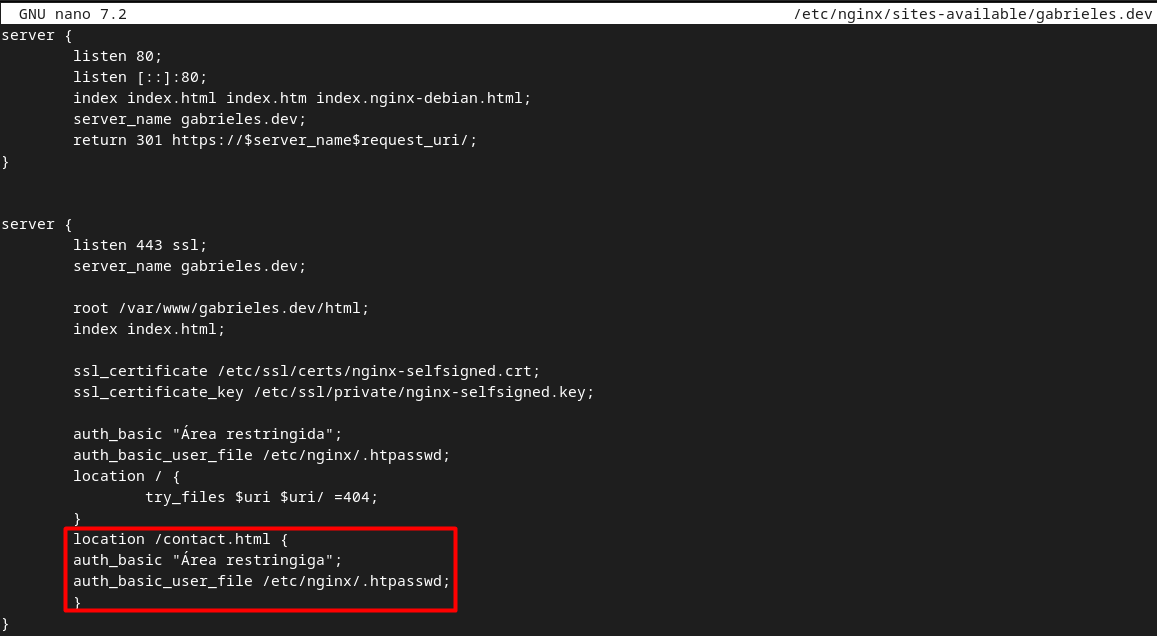 GNU nano 7.2 /etc/nginx/sites-available/gabrieles.dev
server {
listen 80;
listen [::]:80;
index index.html index.htm index.nginx-debian.html;
server_name gabrieles.dev;
return 301 https://$server_name$request_uri/;
}
server {
listen 443 ssl;
server_name gabrieles.dev;
root /var/www/gabrieles.dev/html;
index index.html;
ssl_certificate /etc/ssl/certs/nginx-selfsigned.crt;
ssl_certificate_key /etc/ssl/private/nginx-selfsigned.key;
auth_basic "Área restringida";
auth_basic_user_file /etc/nginx/.htpasswd;
location / {
try_files $uri $uri/ =404;
}
location /contact.html {
auth_basic "Área restringiga";
auth_basic_user_file /etc/nginx/.htpasswd;
}
}